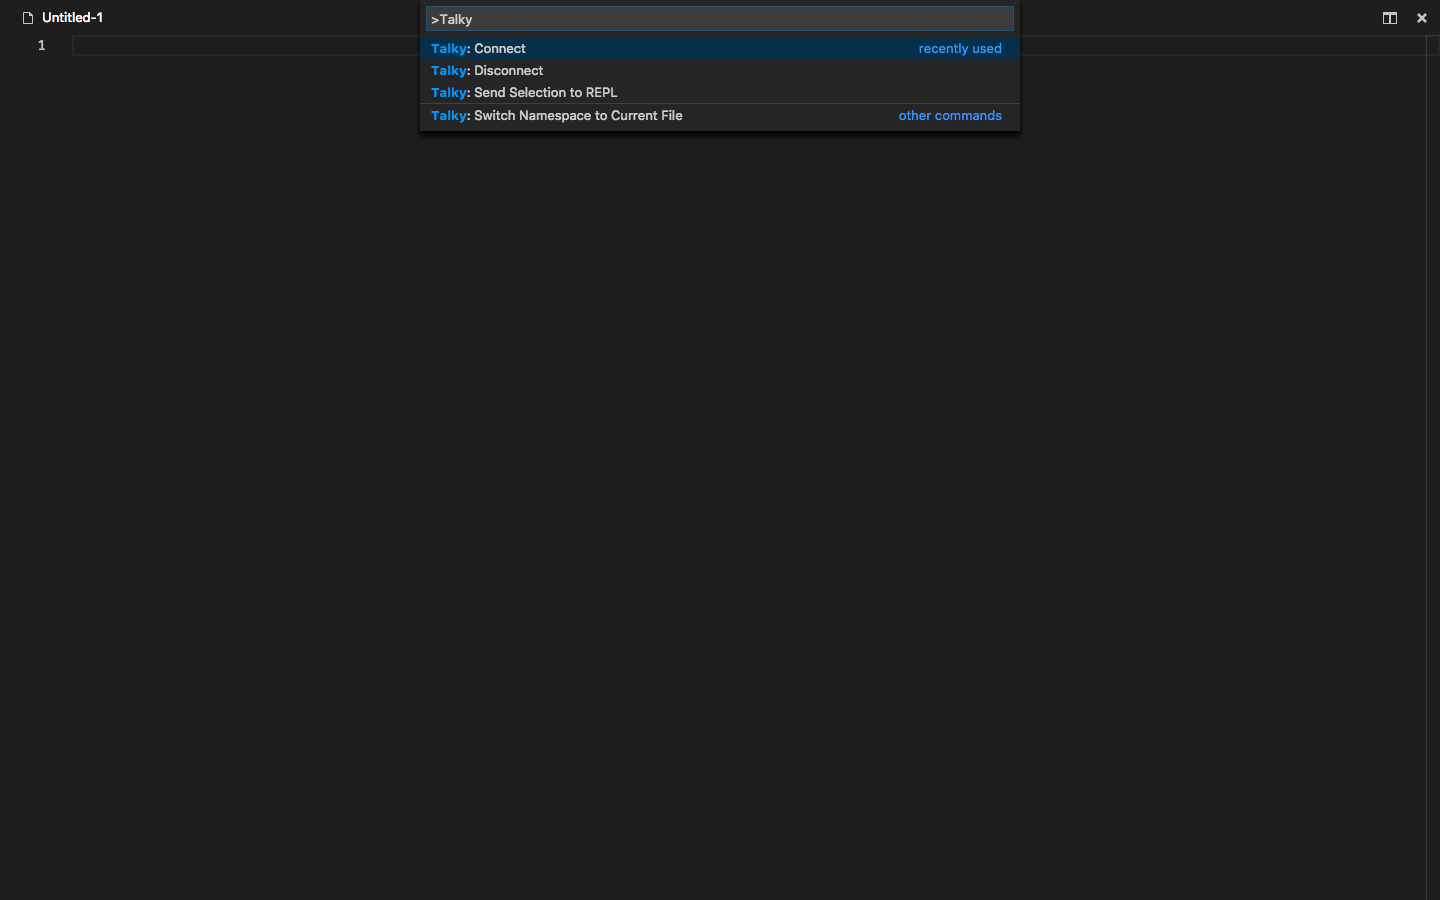 Untitled-1
>Talky
1
Talky: Connect recently used
Talky: Disconnect
Talky: Send Selection to REPL
Talky: Switch Namespace to Current File other commands